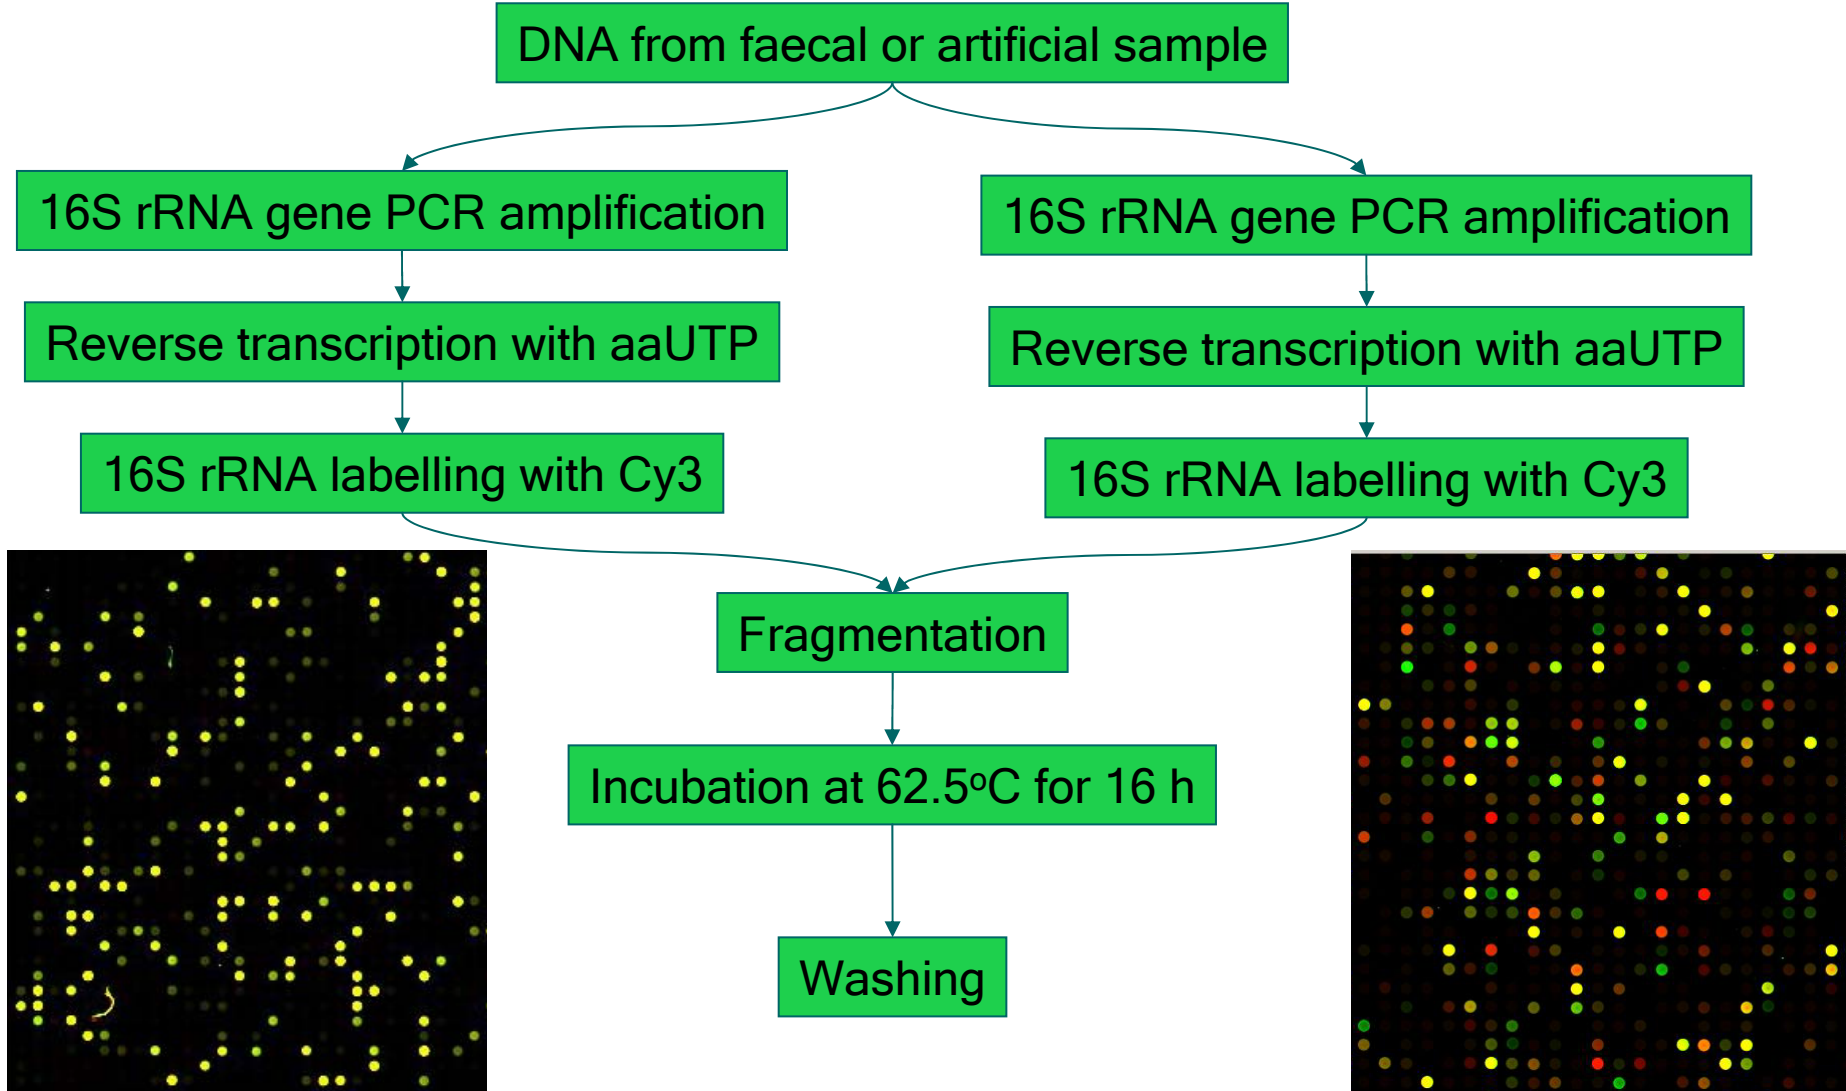 DNA from faecal or artificial sample
16S rRNA gene PCR amplification
16S rRNA gene PCR amplification
Reverse transcription with aaUTP
Reverse transcription with aaUTP
16S rRNA labelling with Cy3
16S rRNA labelling with Cy3
Fragmentation
Incubation at 62.5ºC for 16 h
Washing